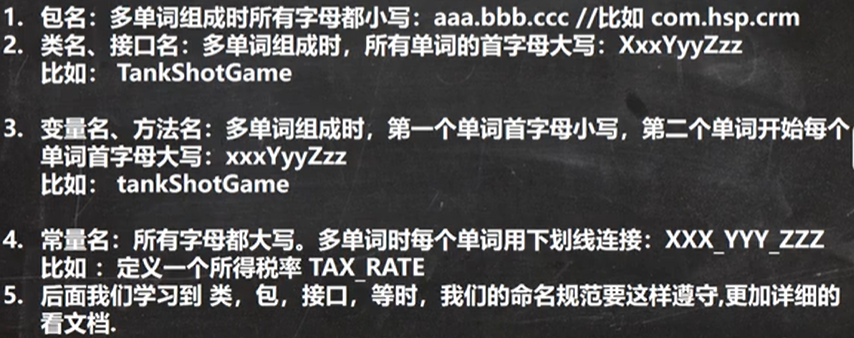 1. 包名：多单词组成时所有字母都小写：aaa.bbb.ccc //比如 com.hsp.crm
2. 类名、接口名：多单词组成时，所有单词的首字母大写：XxxYyyZzz
比如： TankShotGame
3. 变量名、方法名：多单词组成时，第一个单词首字母小写，第二个单词开始每个
单词首字母大写：xxxYyyZzz
比如： tankShotGame
4. 常量名：所有字母都大写。多单词时每个单词用下划线连接：XXX_YYY_ZZZ
比如 ：定义一个所得税率 TAX_RATE
5. 后面我们学习到 类，包，接口，等时，我们的命名规范要这样遵守,更加详细的
看文档.